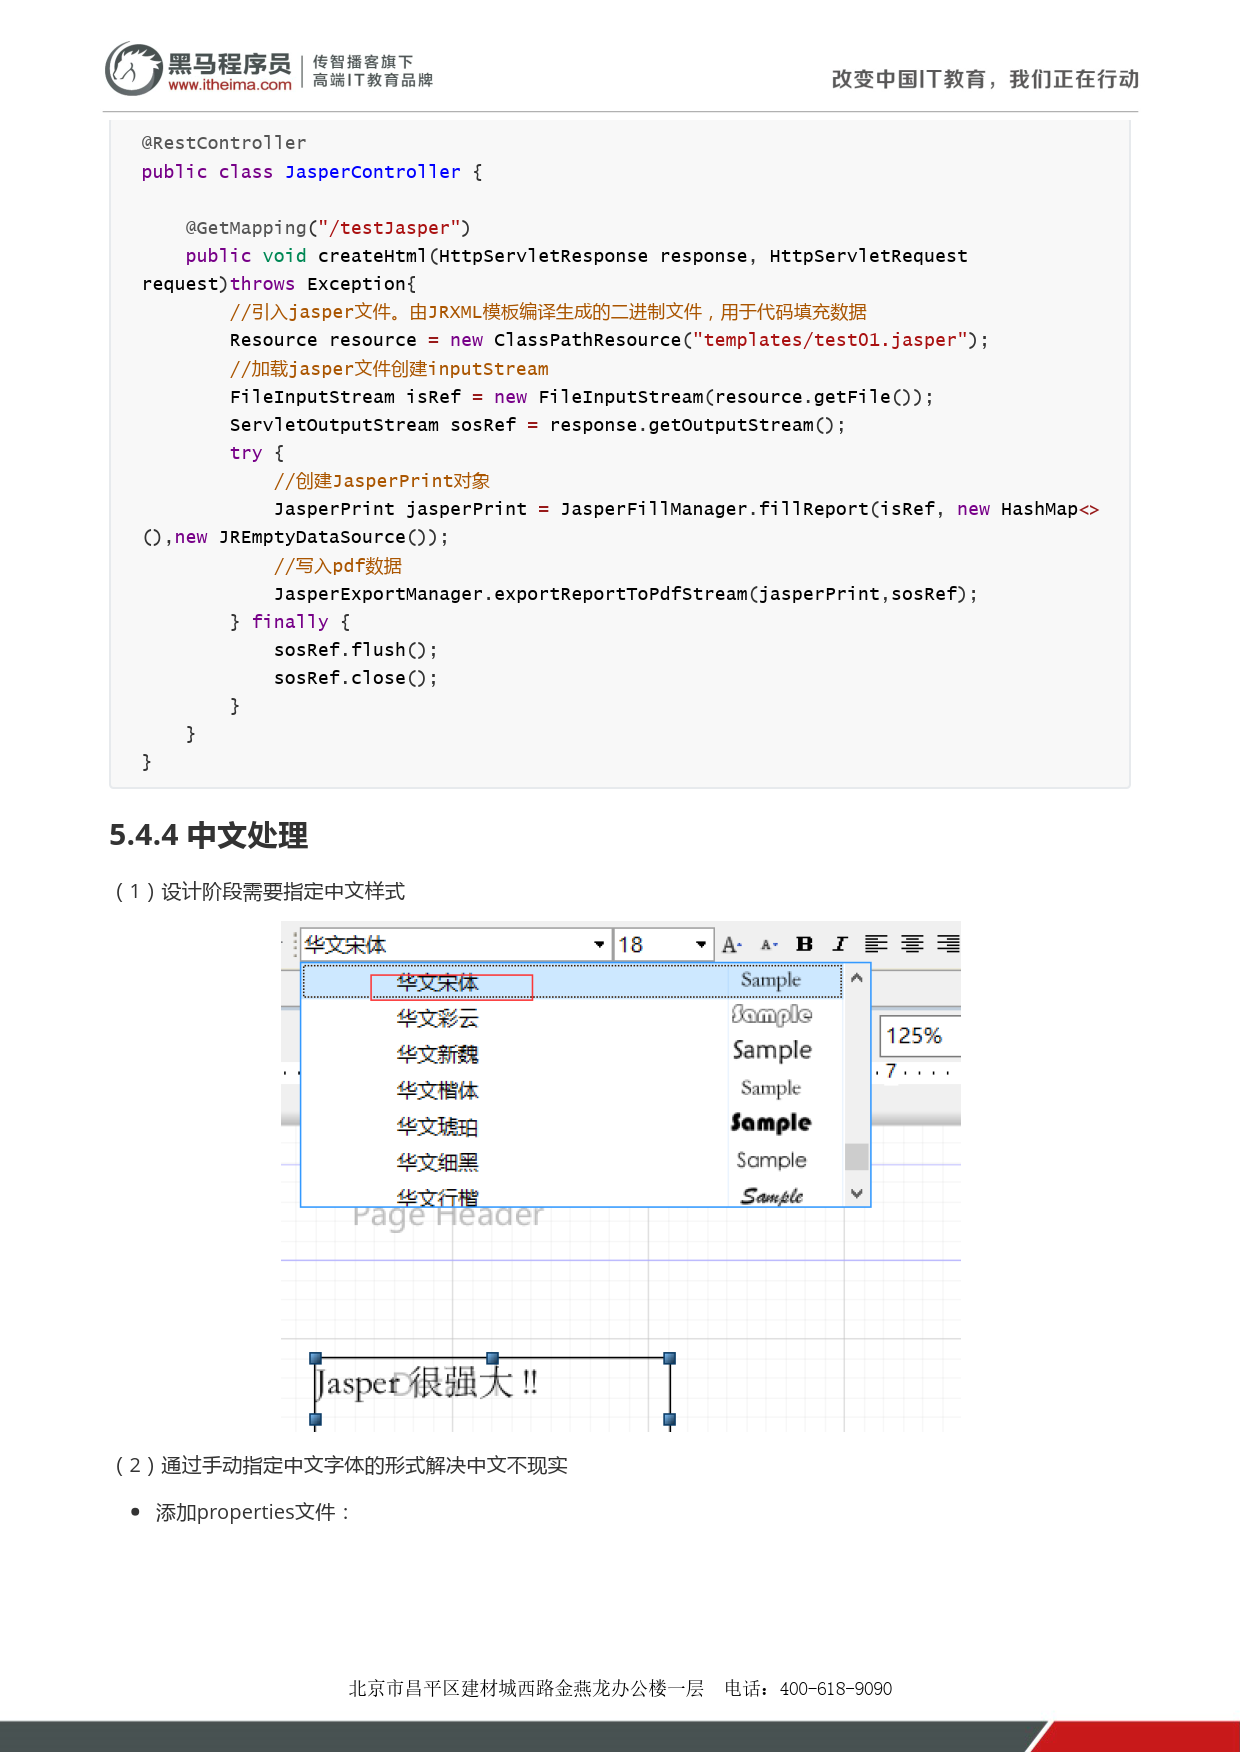 黑马程序员
www.itheima.com
传智播客旗下
高端IT教育品牌
改变中国IT教育，我们正在行动
@RestController
public class JasperController {
@GetMapping("/testJasper")
public void createHtml(HttpServletResponse response, HttpServletRequest
request)throws Exception{
//引入jasper文件。由JRXML模板编译生成的二进制文件，用于代码填充数据
Resource resource = new ClassPathResource("templates/test01.jasper");
//加载jasper文件创建inputStream
FileInputStream isRef = new FileInputStream(resource.getFile());
ServletOutputStream sosRef = response.getOutputStream();
try {
//创建JasperPrint对象
JasperPrint jasperPrint = JasperFillManager.fillReport(isRef, new HashMap<>
(),new JREmptyDataSource());
//写入pdf数据
JasperExportManager.exportReportToPdfStream(jasperPrint,sosRef);
} finally {
sosRef.flush();
sosRef.close();
}
}
}
5.4.4 中文处理
（1）设计阶段需要指定中文样式
华文宋体 18 A A B I
华文宋体 Sample
华文彩云 Sample
125%
华文新魏 Sample
7
华文楷体 Sample
华文琥珀 Sample
华文细黑 Sample
华文行楷 Sample
Page Header
Jasper 很强大 !!
（2）通过手动指定中文字体的形式解决中文不现实
添加properties文件：
北京市昌平区建材城西路金燕龙办公楼一层 电话：400-618-9090